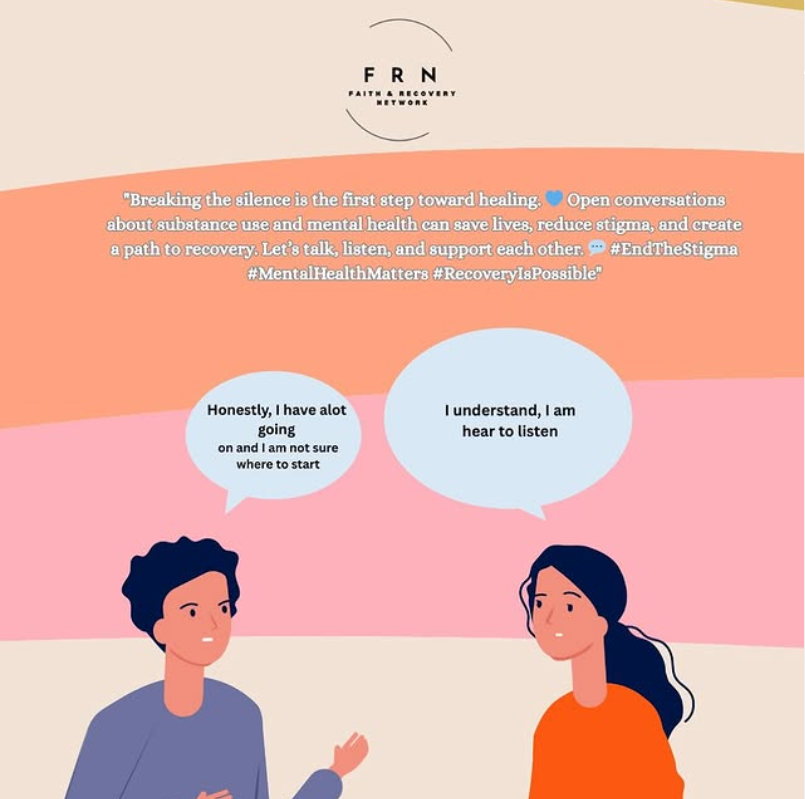 F R N
FAITH & RECOVERY
NETWORK
"Breaking the silence is the first step toward healing. 💙 Open conversations
about substance use and mental health can save lives, reduce stigma, and create
a path to recovery. Let's talk, listen, and support each other. 💬 #EndTheStigma
#MentalHealthMatters #RecoveryIsPossible"
Honestly, I have alot
going
on and I am not sure
where to start
I understand, I am
hear to listen